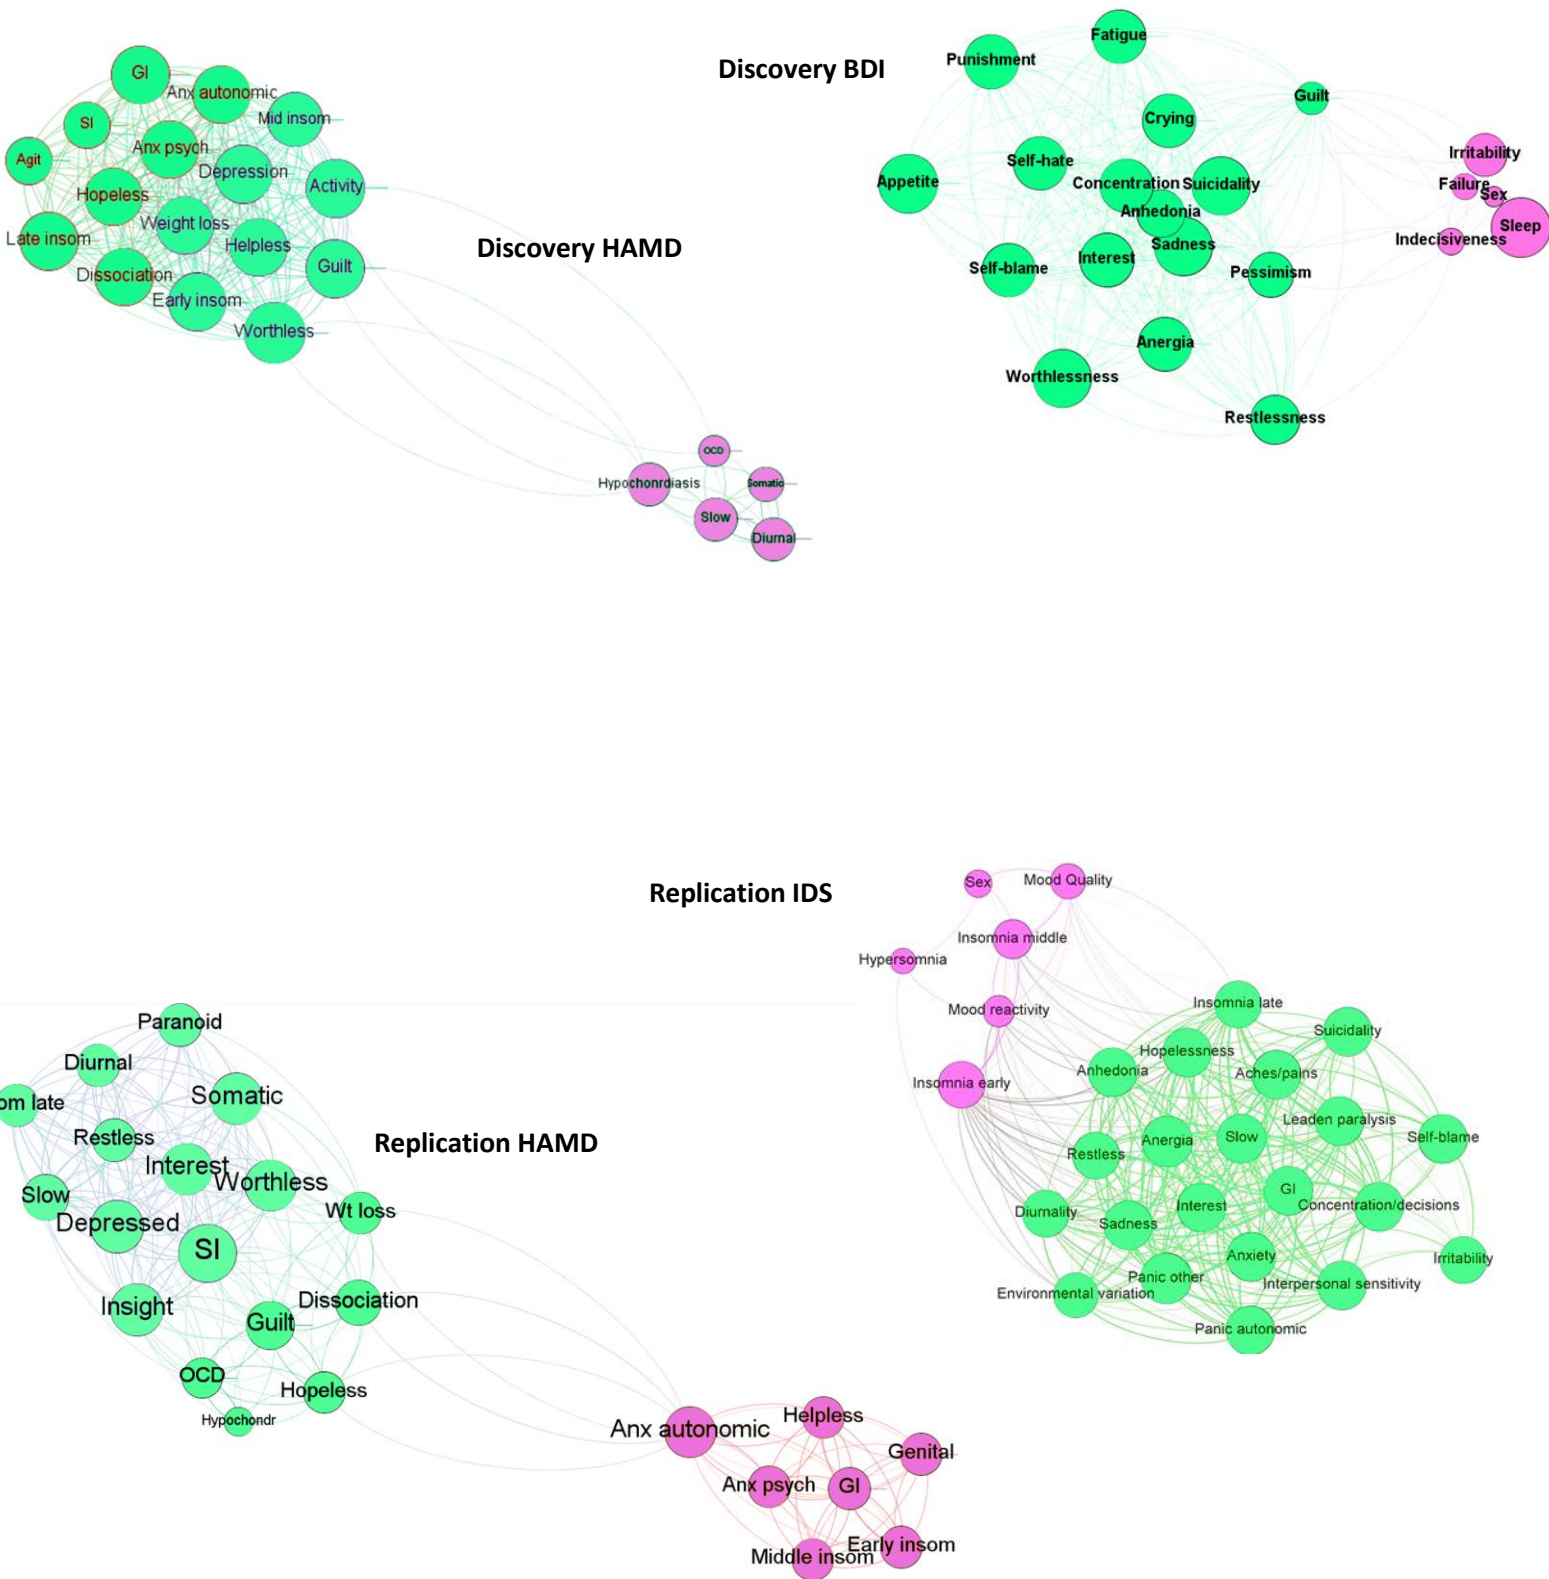 Discovery BDI
GI
Anx autonomic
Mid insom
SI
Agit
Anx psych
Depression
Activity
Hopeless
Weight loss
Late insom
Helpless
Dissociation
Guilt
Early insom
Worthless
Discovery HAMD
OCD
Hypochonrdiasis
Somatic
Slow
Diurnal
Fatigue
Punishment
Guilt
Crying
Irritability
Self-hate
Appetite
Concentration
Suicidality
Failure
Sex
Anhedonia
Sleep
Sadness
Indecisiveness
Self-blame
Interest
Pessimism
Anergia
Worthlessness
Restlessness
Replication IDS
Sex
Mood Quality
Insomnia middle
Hypersomnia
Mood reactivity
Insomnia late
Suicidality
Hopelessness
Anhedonia
Aches/pains
Insomnia early
Leaden paralysis
Anergia
Slow
Self-blame
Restless
GI
Interest
Concentration/decisions
Diurnality
Sadness
Anxiety
Irritability
Panic other
Interpersonal sensitivity
Environmental variation
Panic autonomic
Paranoid
Diurnal
Somatic
om late
Restless
Replication HAMD
Interest
Worthless
Slow
Wt loss
Depressed
SI
Insight
Dissociation
Guilt
OCD
Hopeless
Hypochondr
Anx autonomic
Helpless
Genital
Anx psych
GI
Middle insom
Early insom